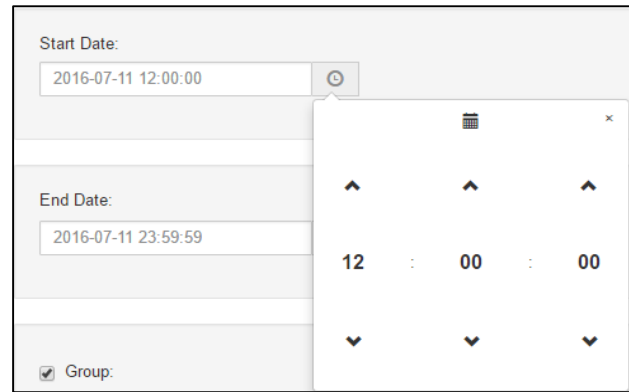 Start Date:
2016-07-11 12:00:00
×
End Date:
2016-07-11 23:59:59
12 : 00 : 00
Group: